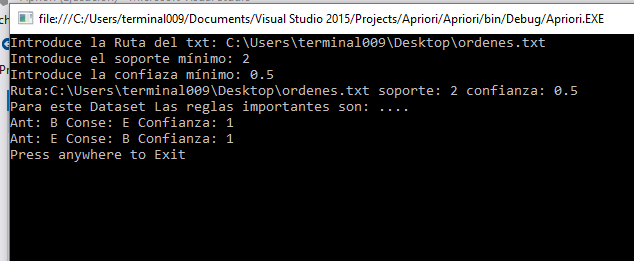 file:///C:/Users/terminal009/Documents/Visual Studio 2015/Projects/Apriori/Apriori/bin/Debug/Apriori.EXE
Introduce la Ruta del txt: C:\Users\terminal009\Desktop\ordenes.txt
Introduce el soporte mínimo: 2
Introduce la confiaza mínimo: 0.5
Ruta:C:\Users\terminal009\Desktop\ordenes.txt soporte: 2 confianza: 0.5
Para este Dataset Las reglas importantes son: ....
Ant: B Conse: E Confianza: 1
Ant: E Conse: B Confianza: 1
Press anywhere to Exit